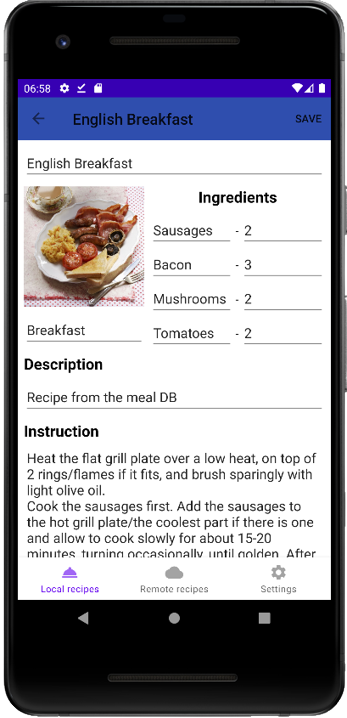 06:58
English Breakfast SAVE
English Breakfast
Ingredients
Sausages - 2
Bacon - 3
Mushrooms - 2
Tomatoes - 2
Breakfast
Description
Recipe from the meal DB
Instruction
Heat the flat grill plate over a low heat, on top of
2 rings/flames if it fits, and brush sparingly with
light olive oil.
Cook the sausages first. Add the sausages to
the hot grill plate/the coolest part if there is one
and allow to cook slowly for about 15-20
minutes, turning occasionally, until golden. After
Local recipes Remote recipes Settings